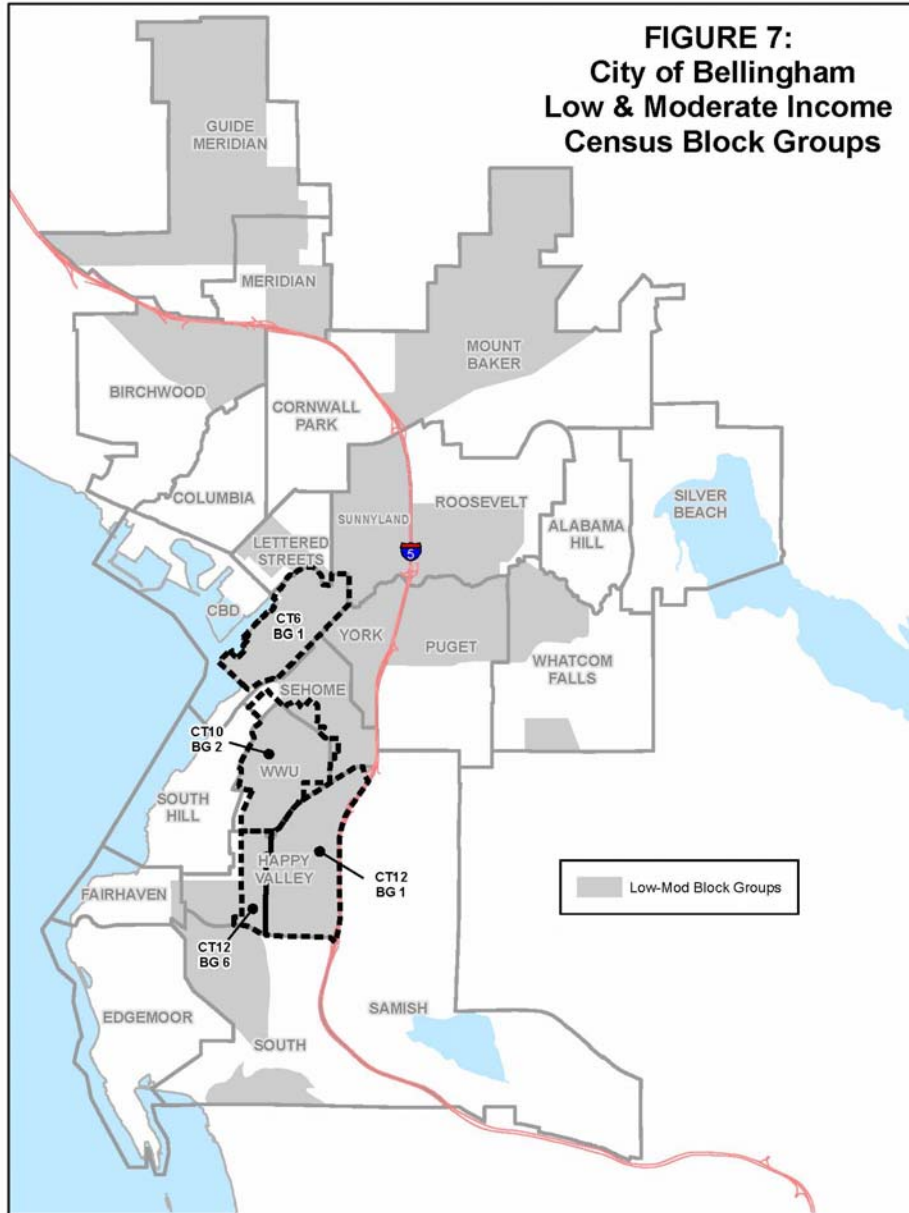 FIGURE 7:
City of Bellingham
Low & Moderate Income
Census Block Groups
GUIDE
MERIDIAN
MERIDIAN
MOUNT
BAKER
BIRCHWOOD
CORNWALL
PARK
COLUMBIA
SUNNYLAND
ROOSEVELT
SILVER
BEACH
ALABAMA
HILL
LETTERED
STREETS
5
CBD
CT6
BG 1
YORK
PUGET
WHATCOM
FALLS
SEHOME
CT10
BG 2
WWU
SOUTH
HILL
HAPPY
VALLEY
CT12
BG 1
Low-Mod Block Groups
FAIRHAVEN
CT12
BG 6
EDGEMOOR
SAMISH
SOUTH